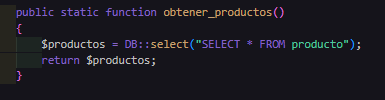 public static function obtener_productos()
{
    $productos = DB::select("SELECT * FROM producto");
    return $productos;
}